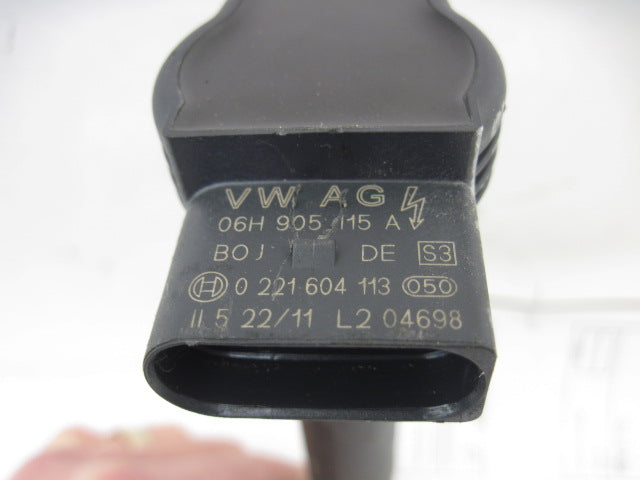 VW AG
06H 905 115 A
BOJ DE S3
0 221 604 113 050
II 5 22/11 L2 04698